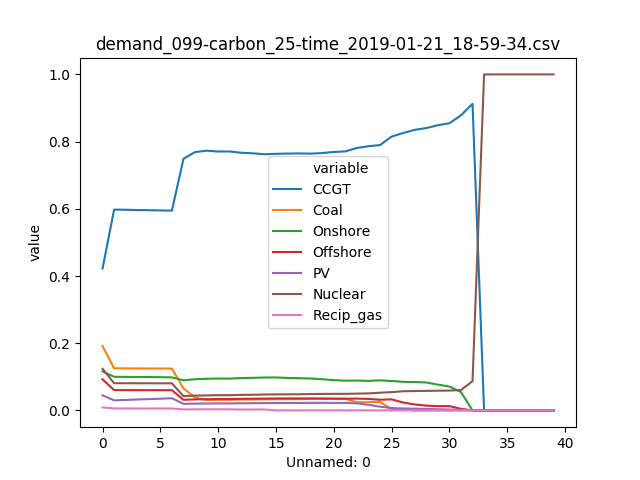 demand_099-carbon_25-time_2019-01-21_18-59-34.csv
value
1.0
0.8
0.6
0.4
0.2
0.0
variable
CCGT
Coal
Onshore
Offshore
PV
Nuclear
Recip_gas
0 5 10 15 20 25 30 35 40
Unnamed: 0